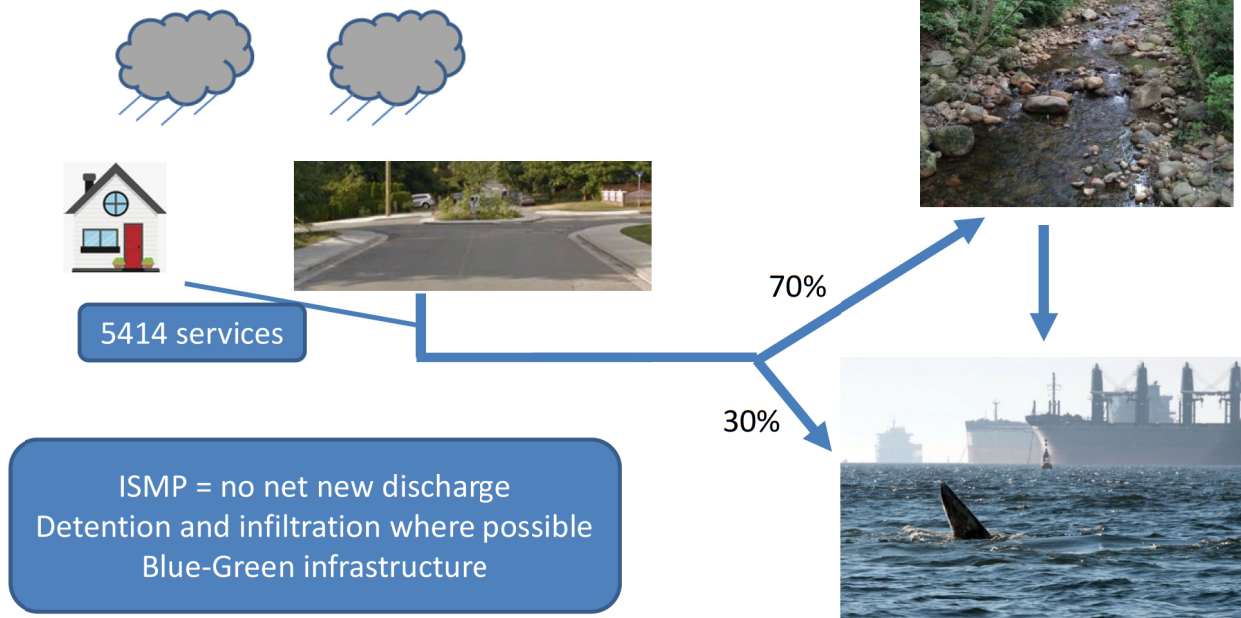 5414 services
70%
30%
ISMP = no net new discharge
Detention and infiltration where possible
Blue-Green infrastructure